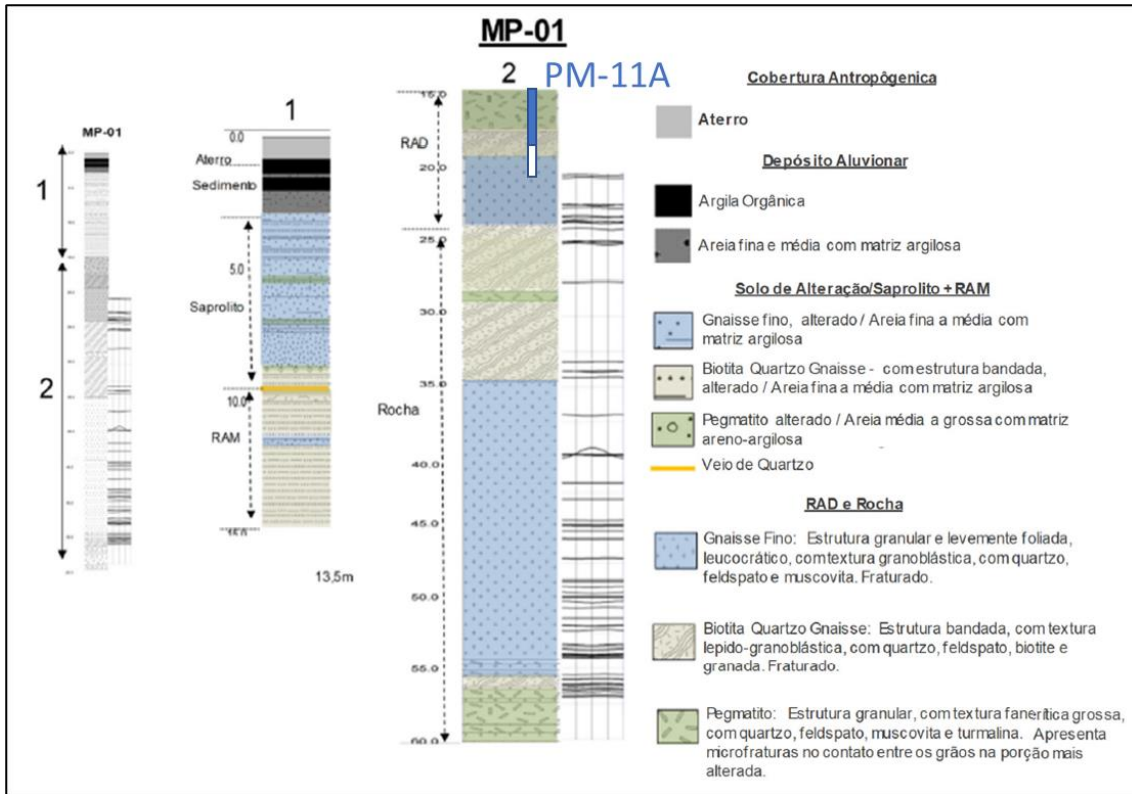 MP-01
2 PM-11A
1
MP-01
1
2
0.0
Aterro
Sedimento
5.0
Saprolito
10.0
RAM
15.0
13,5m
15.0
RAD
20.0
25.0
30.0
35.0
Rocha
40.0
45.0
50.0
55.0
60.0
Cobertura Antropôgenica
Aterro
Depósito Aluvionar
Argila Orgânica
Areia fina e média com matriz argilosa
Solo de Alteração/Saprolito + RAM
Gnaisse fino, alterado / Areia fina a média com
matriz argilosa
Biotita Quartzo Gnaisse - com estrutura bandada,
alterado / Areia fina a média com matriz argilosa
Pegmatito alterado / Areia média a grossa com matriz
areno-argilosa
Veio de Quartzo
RAD e Rocha
Gnaisse Fino: Estrutura granular e levemente foliada,
leucocrático, com textura granoblástica, com quartzo,
feldspato e muscovita. Fraturado.
Biotita Quartzo Gnaisse: Estrutura bandada, com textura
lepido-granoblástica, com quartzo, feldspato, biotite e
granada. Fraturado.
Pegmatito: Estrutura granular, com textura fanerítica grossa,
com quartzo, feldspato, muscovita e turmalina. Apresenta
microfraturas no contato entre os grãos na porção mais
alterada.